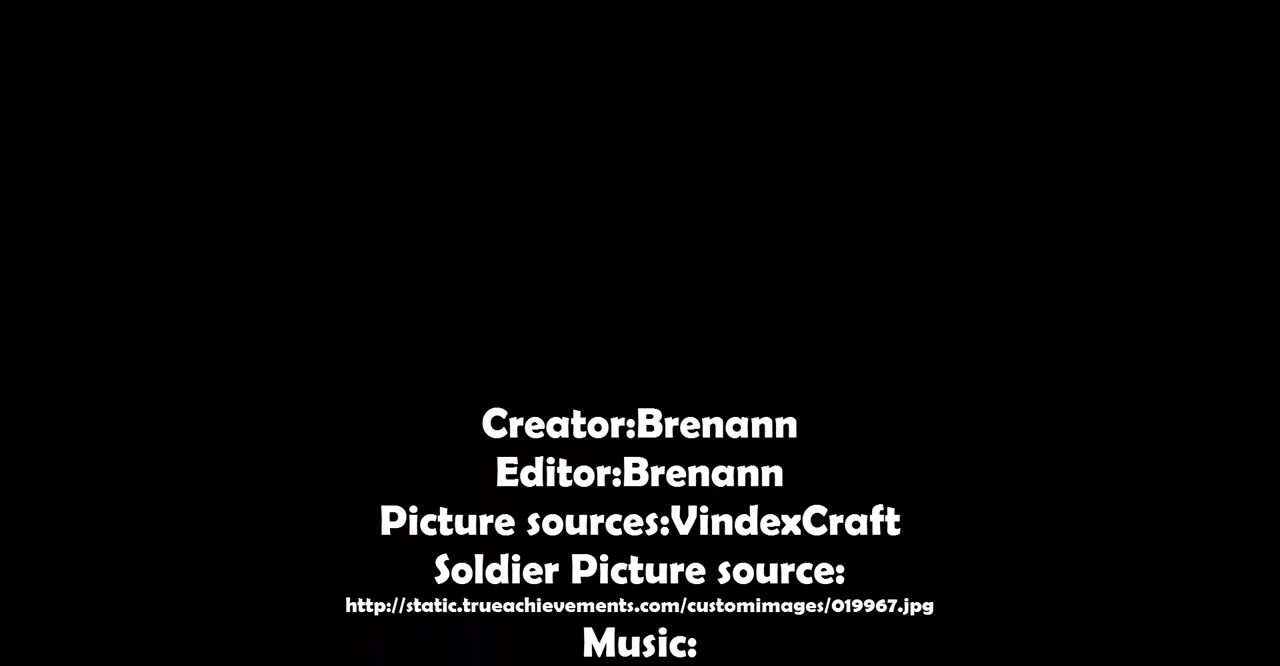 Creator:Brenann
Editor:Brenann
Picture sources:VindexCraft
Soldier Picture source:
http://static.trueachievements.com/customimages/019967.jpg
Music: